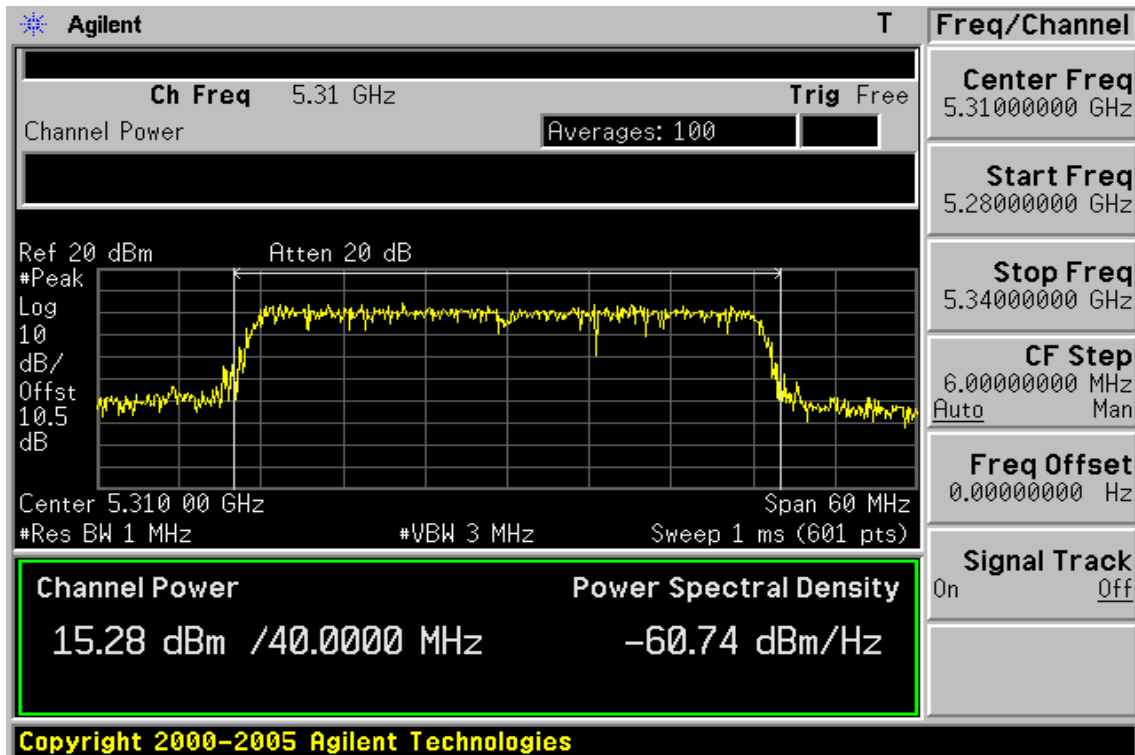 Agilent T Freq/Channel
Ch Freq 5.31 GHz Trig Free
Channel Power Averages: 100
Center Freq
5.31000000 GHz
Start Freq
5.28000000 GHz
Stop Freq
5.34000000 GHz
CF Step
6.00000000 MHz
Auto Man
Freq Offset
0.00000000 Hz
Signal Track
On Off
Ref 20 dBm Atten 20 dB
#Peak
Log
10
dB/
Offst
10.5
dB
Center 5.310 00 GHz Span 60 MHz
#Res BW 1 MHz #VBW 3 MHz Sweep 1 ms (601 pts)
Channel Power Power Spectral Density
15.28 dBm /40.0000 MHz -60.74 dBm/Hz
Copyright 2000-2005 Agilent Technologies